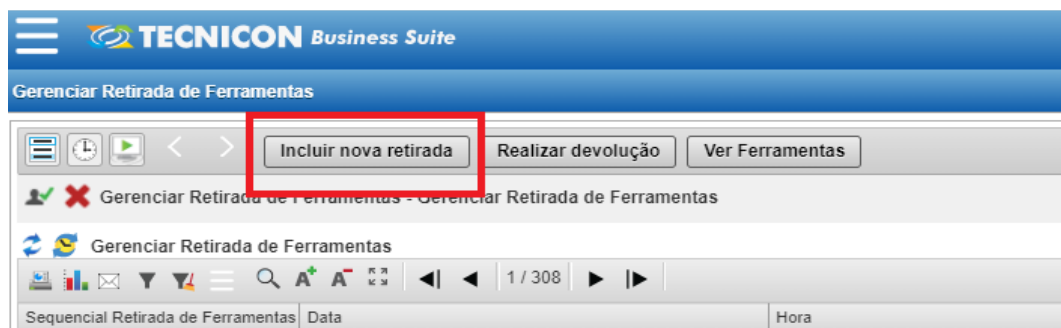 TECNICON Business Suite
Gerenciar Retirada de Ferramentas
Incluir nova retirada Realizar devolução Ver Ferramentas
Gerenciar Retirada de Ferramentas - Gerenciar Retirada de Ferramentas
Gerenciar Retirada de Ferramentas
A+ A- 1 / 308
Sequencial Retirada de Ferramentas Data Hora